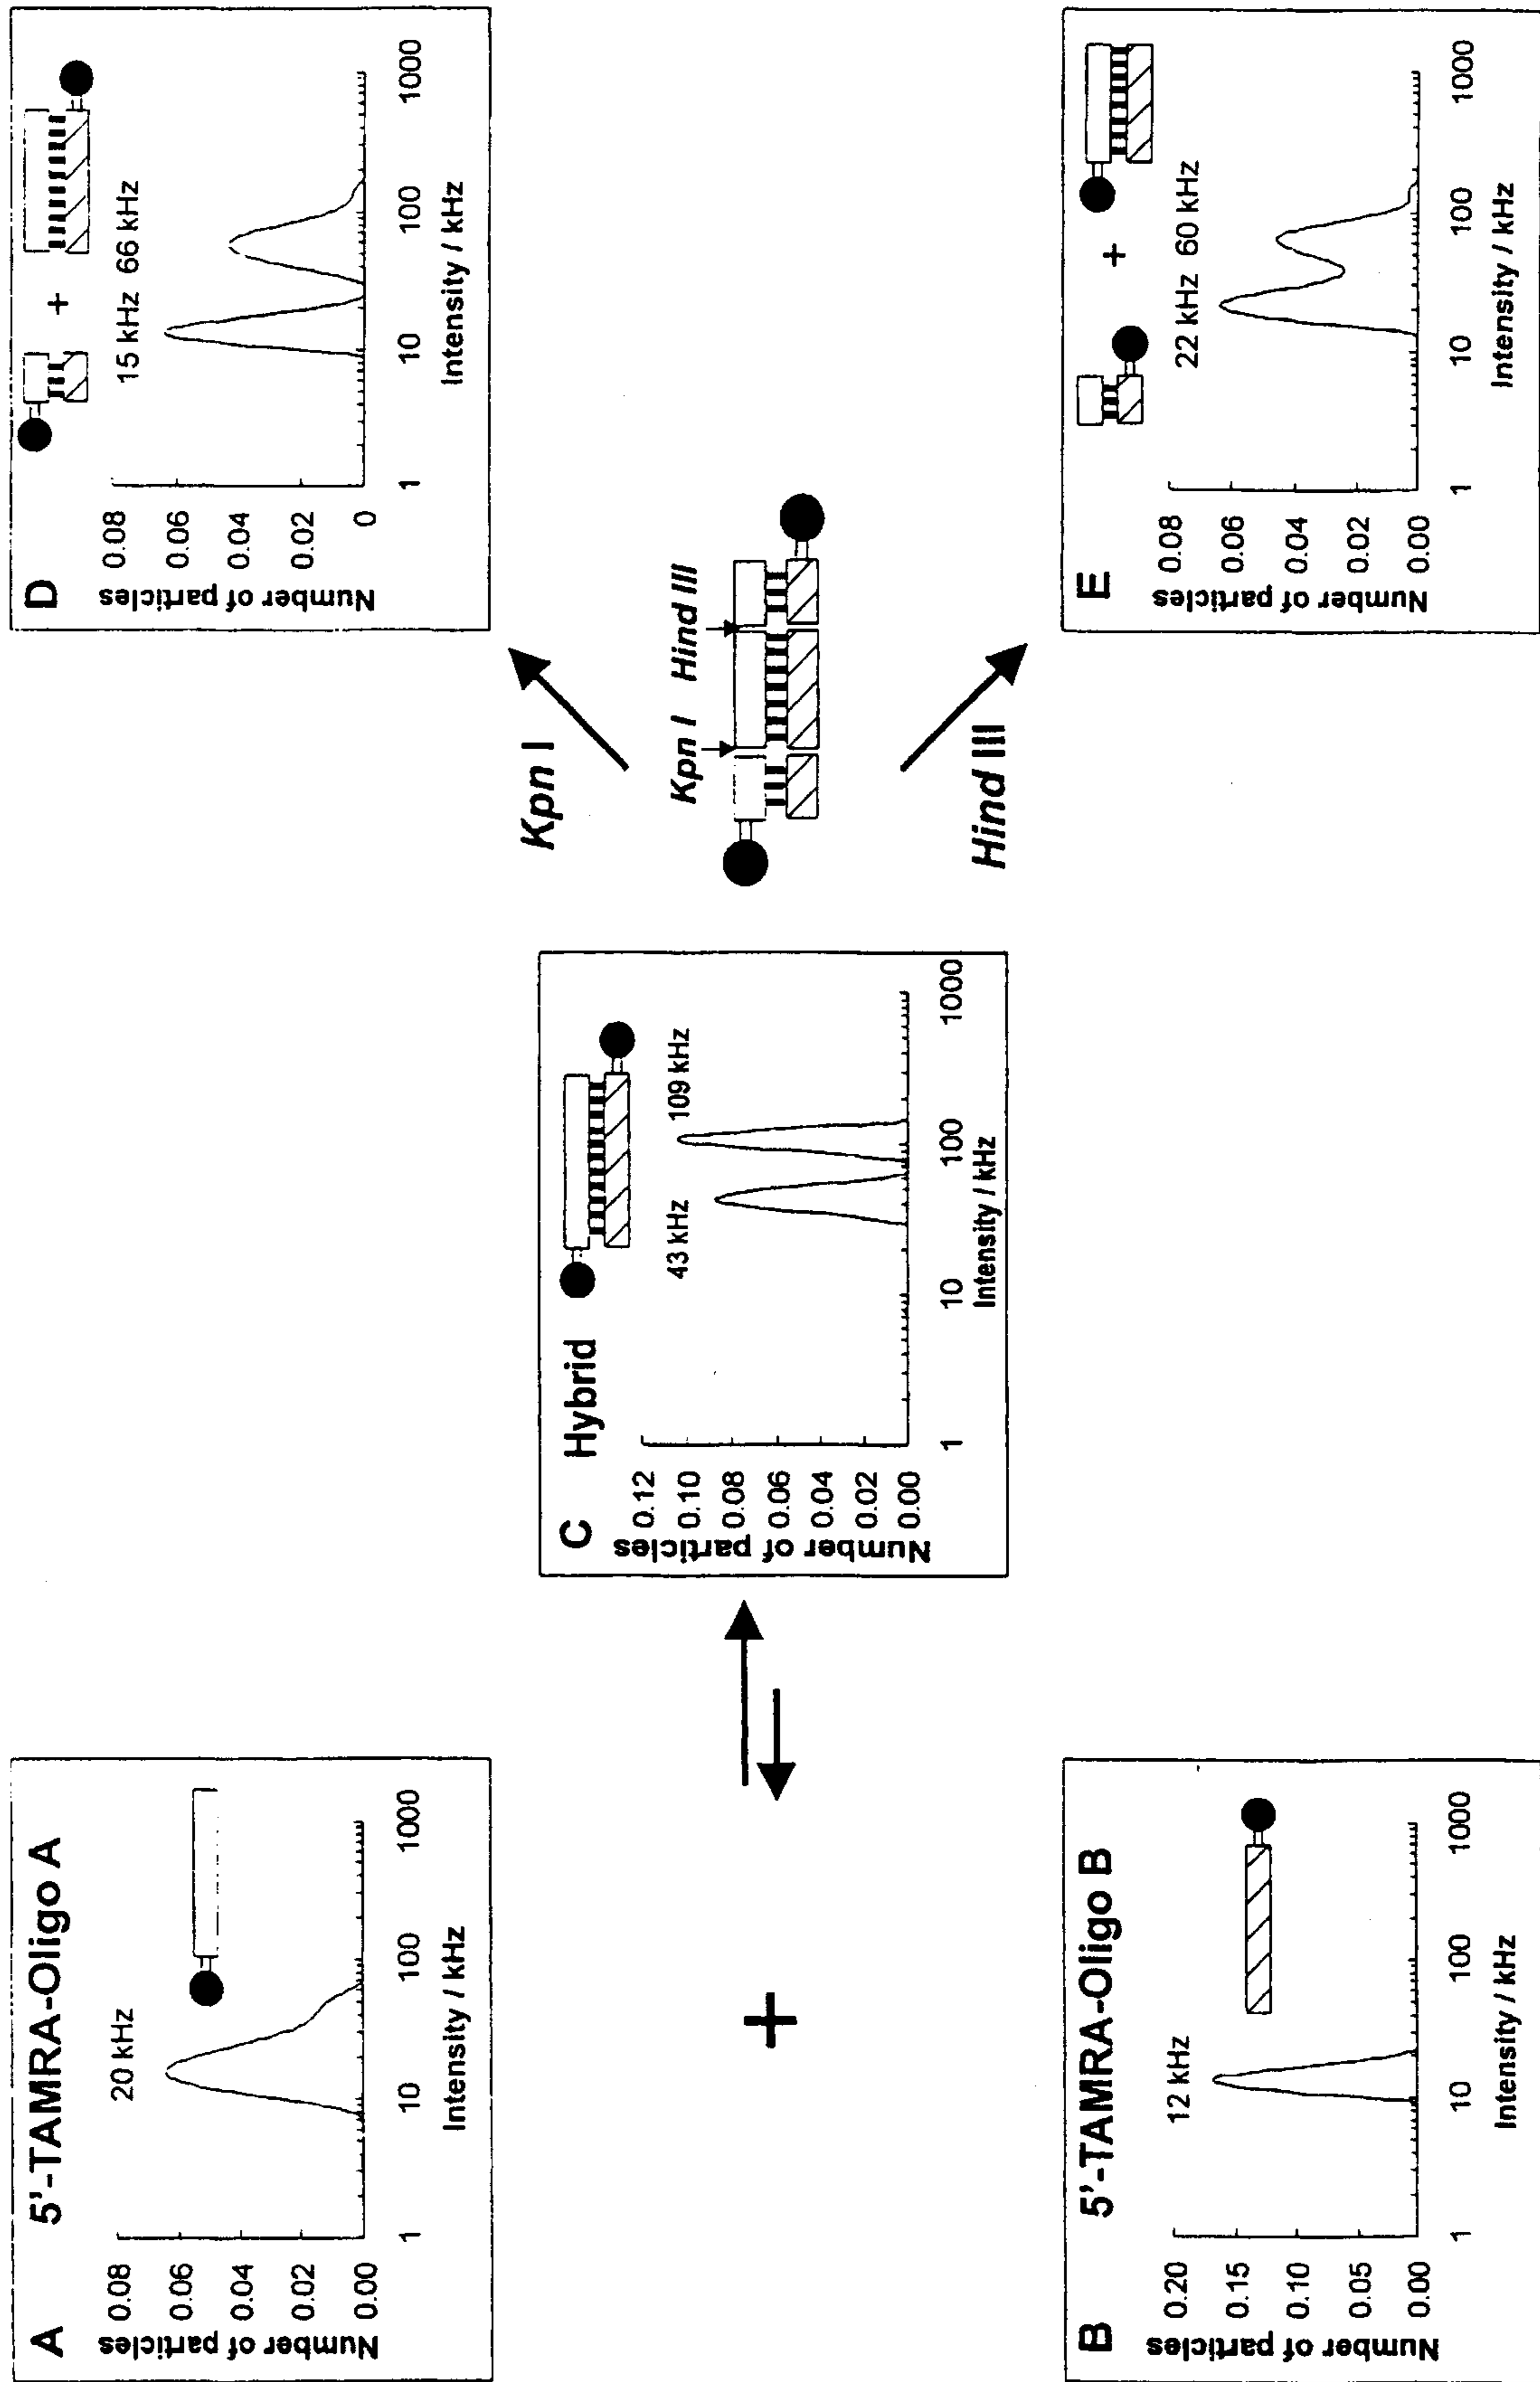 A 5'-TAMRA-Oligo A
20 kHz
0.08
0.06
0.04
0.02
0.00
Number of particles
1 10 100 1000
Intensity / kHz
+
B 5'-TAMRA-Oligo B
12 kHz
0.20
0.15
0.10
0.05
0.00
Number of particles
1 10 100 1000
Intensity / kHz
C Hybrid
43 kHz 109 kHz
0.12
0.10
0.08
0.06
0.04
0.02
0.00
Number of particles
1 10 100 1000
Intensity / kHz
Kpn I
Kpn I Hind III
Hind III
D
+
15 kHz 66 kHz
0.08
0.06
0.04
0.02
0
Number of particles
1 10 100 1000
Intensity / kHz
E
+
22 kHz 60 kHz
0.08
0.06
0.04
0.02
0.00
Number of particles
1 10 100 1000
Intensity / kHz